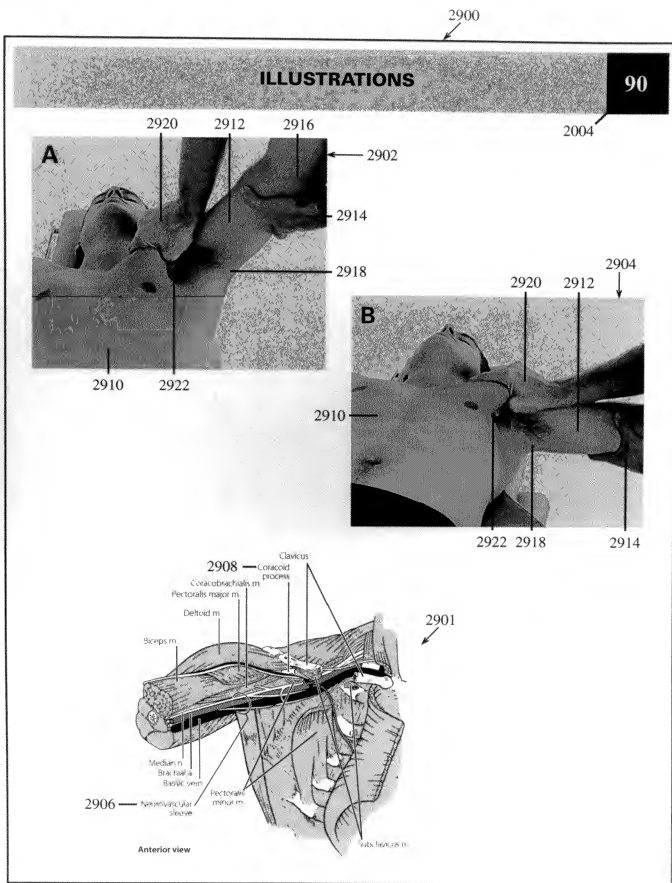 2900
ILLUSTRATIONS
90
2004
2920 2912 2916
A
2902
2914
2918
2910 2922
2904
2920 2912
B
2910
2922 2918 2914
Clavicus
2908
Coracoid
process
Coracobrachialis m
Pectoralis major m
Deltoid m
Biceps m
2901
Median n
Brachial a
Basilic vein
2906
Neurovascular
sleeve
Pectoralis
minor m
Anterior view